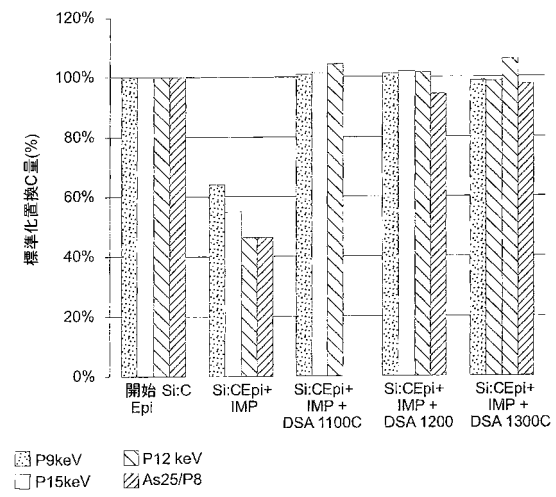 120%
100%
80%
60%
40%
20%
0%
標準化置換C量(%)
開始 Si:C
Epi
Si:CEpi+
IMP
Si:CEpi+
IMP +
DSA 1100C
Si:CEpi+
IMP +
DSA 1200
Si:CEpi+
IMP +
DSA 1300C
P9keV
P12 keV
P15keV
As25/P8